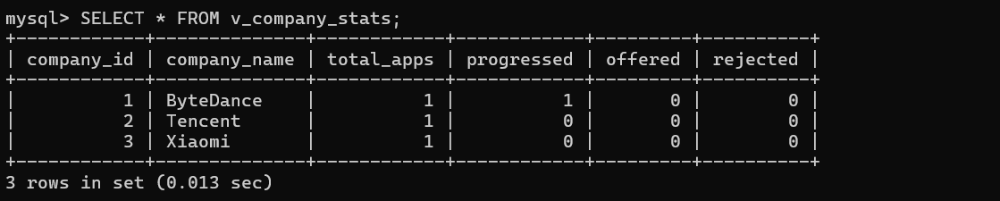 mysql> SELECT * FROM v_company_stats;
+------------+--------------+------------+------------+---------+----------+
| company_id | company_name | total_apps | progressed | offered | rejected |
+------------+--------------+------------+------------+---------+----------+
|          1 | ByteDance    |          1 |          1 |       0 |        0 |
|          2 | Tencent      |          1 |          0 |       0 |        0 |
|          3 | Xiaomi       |          1 |          0 |       0 |        0 |
+------------+--------------+------------+------------+---------+----------+
3 rows in set (0.013 sec)